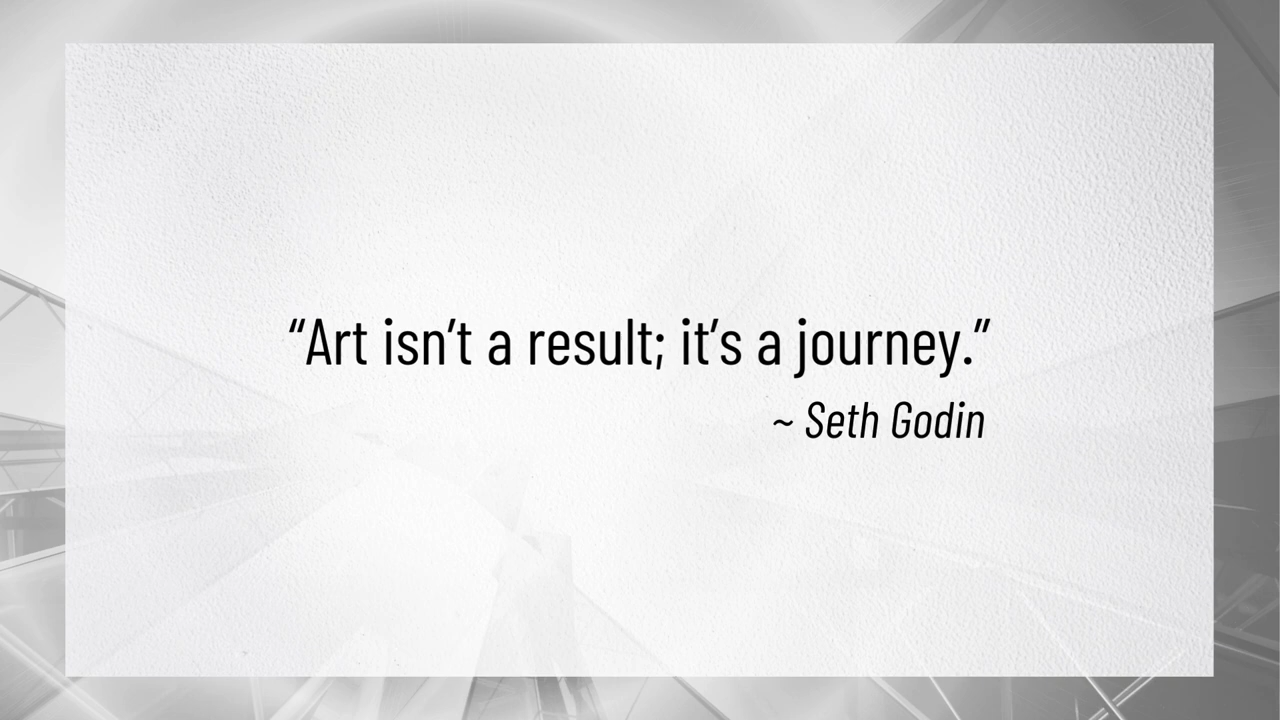 “Art isn’t a result; it’s a journey.”
~ Seth Godin